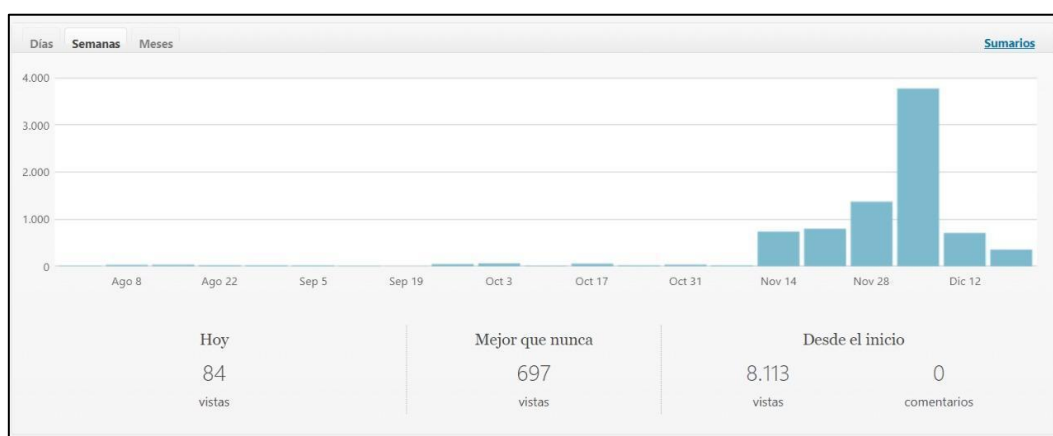 Días Semanas Meses Sumarios
4.000
3.000
2.000
1.000
0
Ago 8 Ago 22 Sep 5 Sep 19 Oct 3 Oct 17 Oct 31 Nov 14 Nov 28 Dic 12
Hoy Mejor que nunca Desde el inicio
84 697 8.113 0
vistas vistas vistas comentarios